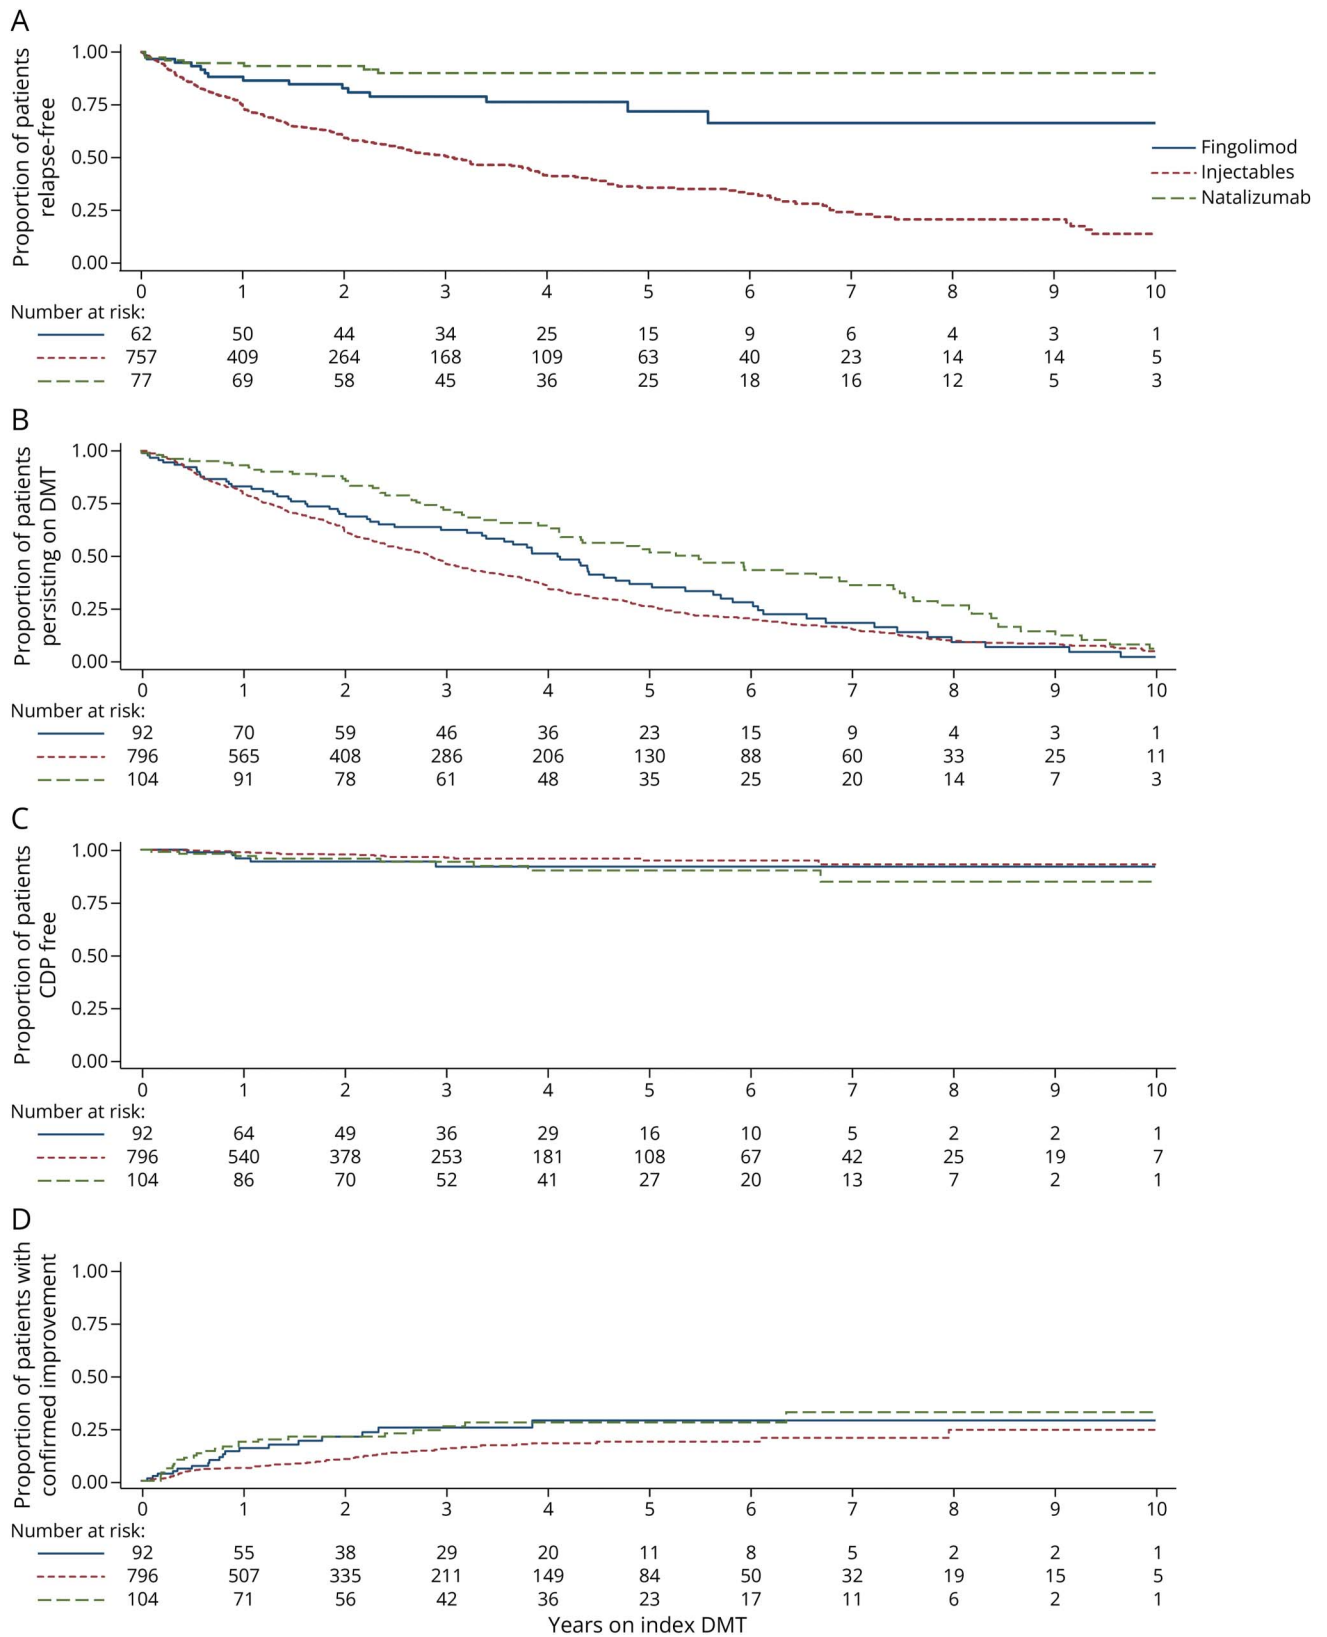 A
Proportion of patients
relapse-free
1.00
0.75
0.50
0.25
0.00
0 1 2 3 4 5 6 7 8 9 10
Fingolimod
Injectables
Natalizumab
Number at risk:
62 50 44 34 25 15 9 6 4 3 1
757 409 264 168 109 63 40 23 14 14 5
77 69 58 45 36 25 18 16 12 5 3
B
Proportion of patients
persisting on DMT
1.00
0.75
0.50
0.25
0.00
0 1 2 3 4 5 6 7 8 9 10
Number at risk:
92 70 59 46 36 23 15 9 4 3 1
796 565 408 286 206 130 88 60 33 25 11
104 91 78 61 48 35 25 20 14 7 3
C
Proportion of patients
CDP free
1.00
0.75
0.50
0.25
0.00
0 1 2 3 4 5 6 7 8 9 10
Number at risk:
92 64 49 36 29 16 10 5 2 2 1
796 540 378 253 181 108 67 42 25 19 7
104 86 70 52 41 27 20 13 7 2 1
D
Proportion of patients with
confirmed improvement
1.00
0.75
0.50
0.25
0.00
0 1 2 3 4 5 6 7 8 9 10
Number at risk:
92 55 38 29 20 11 8 5 2 2 1
796 507 335 211 149 84 50 32 19 15 5
104 71 56 42 36 23 17 11 6 2 1
Years on index DMT